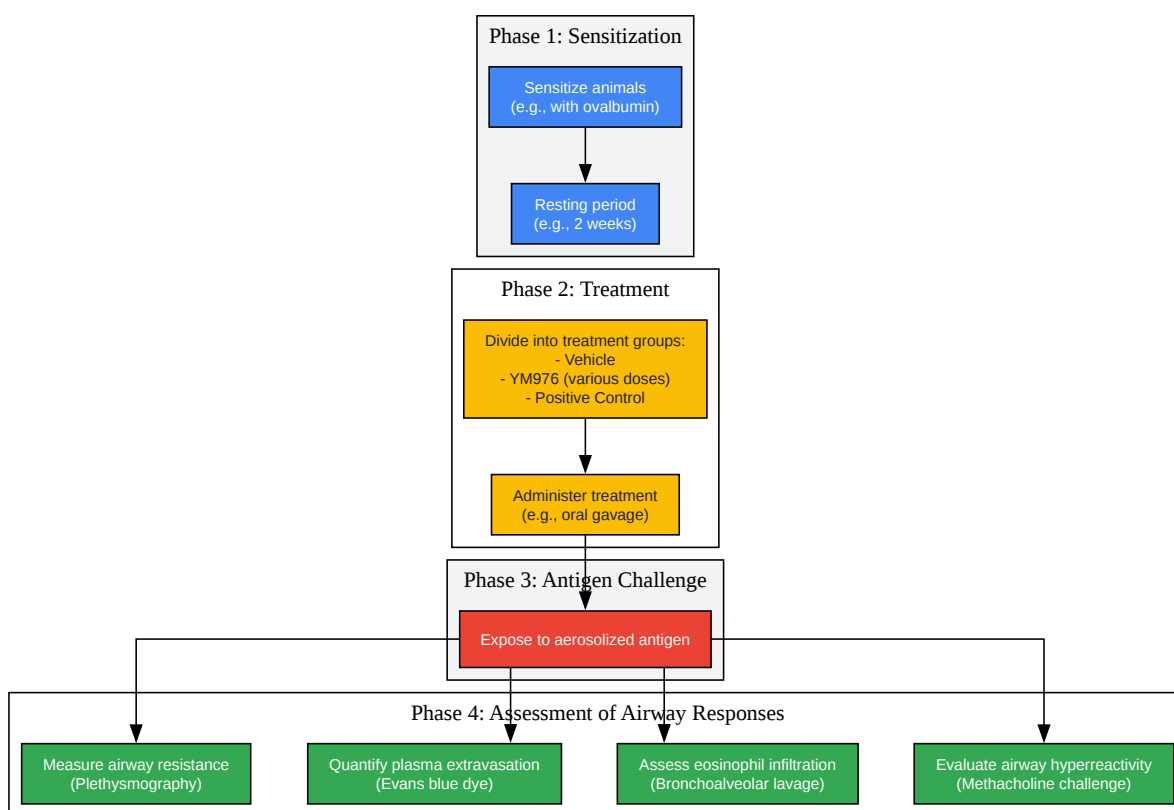 Phase 1: Sensitization
Sensitize animals
(e.g., with ovalbumin)
Resting period
(e.g., 2 weeks)
Phase 2: Treatment
Divide into treatment groups:
- Vehicle
- YM976 (various doses)
- Positive Control
Administer treatment
(e.g., oral gavage)
Phase 3: Antigen Challenge
Expose to aerosolized antigen
Phase 4: Assessment of Airway Responses
Measure airway resistance
(Plethysmography)
Quantify plasma extravasation
(Evans blue dye)
Assess eosinophil infiltration
(Bronchoalveolar lavage)
Evaluate airway hyperreactivity
(Methacholine challenge)